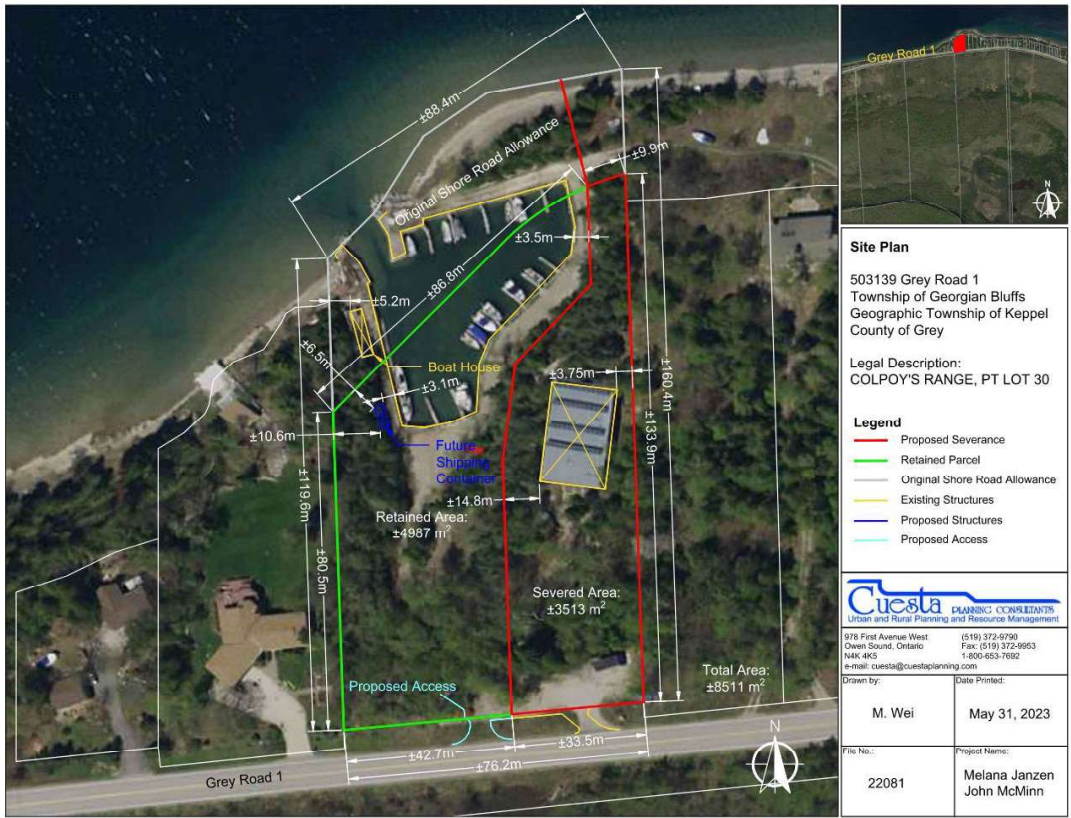 ±88.4m
Original Shore Road Allowance
±9.9m
±3.5m
±86.8m
±5.2m
±6.5m
Boat House
±3.1m
±3.75m
±160.4m
±133.9m
±10.6m
Future
Shipping
Container
±14.8m
±119.6m
±80.5m
Retained Area:
±4987 m²
Severed Area:
±3513 m²
Total Area:
±8511 m²
Proposed Access
±42.7m
±33.5m
±76.2m
Grey Road 1
N
Grey Road 1
N
Site Plan
503139 Grey Road 1
Township of Georgian Bluffs
Geographic Township of Keppel
County of Grey
Legal Description:
COLPOY'S RANGE, PT LOT 30
Legend
Proposed Severance
Retained Parcel
Original Shore Road Allowance
Existing Structures
Proposed Structures
Proposed Access
Cuesta PLANNING CONSULTANTS
Urban and Rural Planning and Resource Management
978 First Avenue West (519) 372-9790
Owen Sound, Ontario Fax: (519) 372-9953
N4K 4K5 1-800-653-7692
e-mail: cuesta@cuestaplanning.com
Drawn by: Date Printed:
M. Wei May 31, 2023
File No.: Project Name:
22081 Melana Janzen
John McMinn